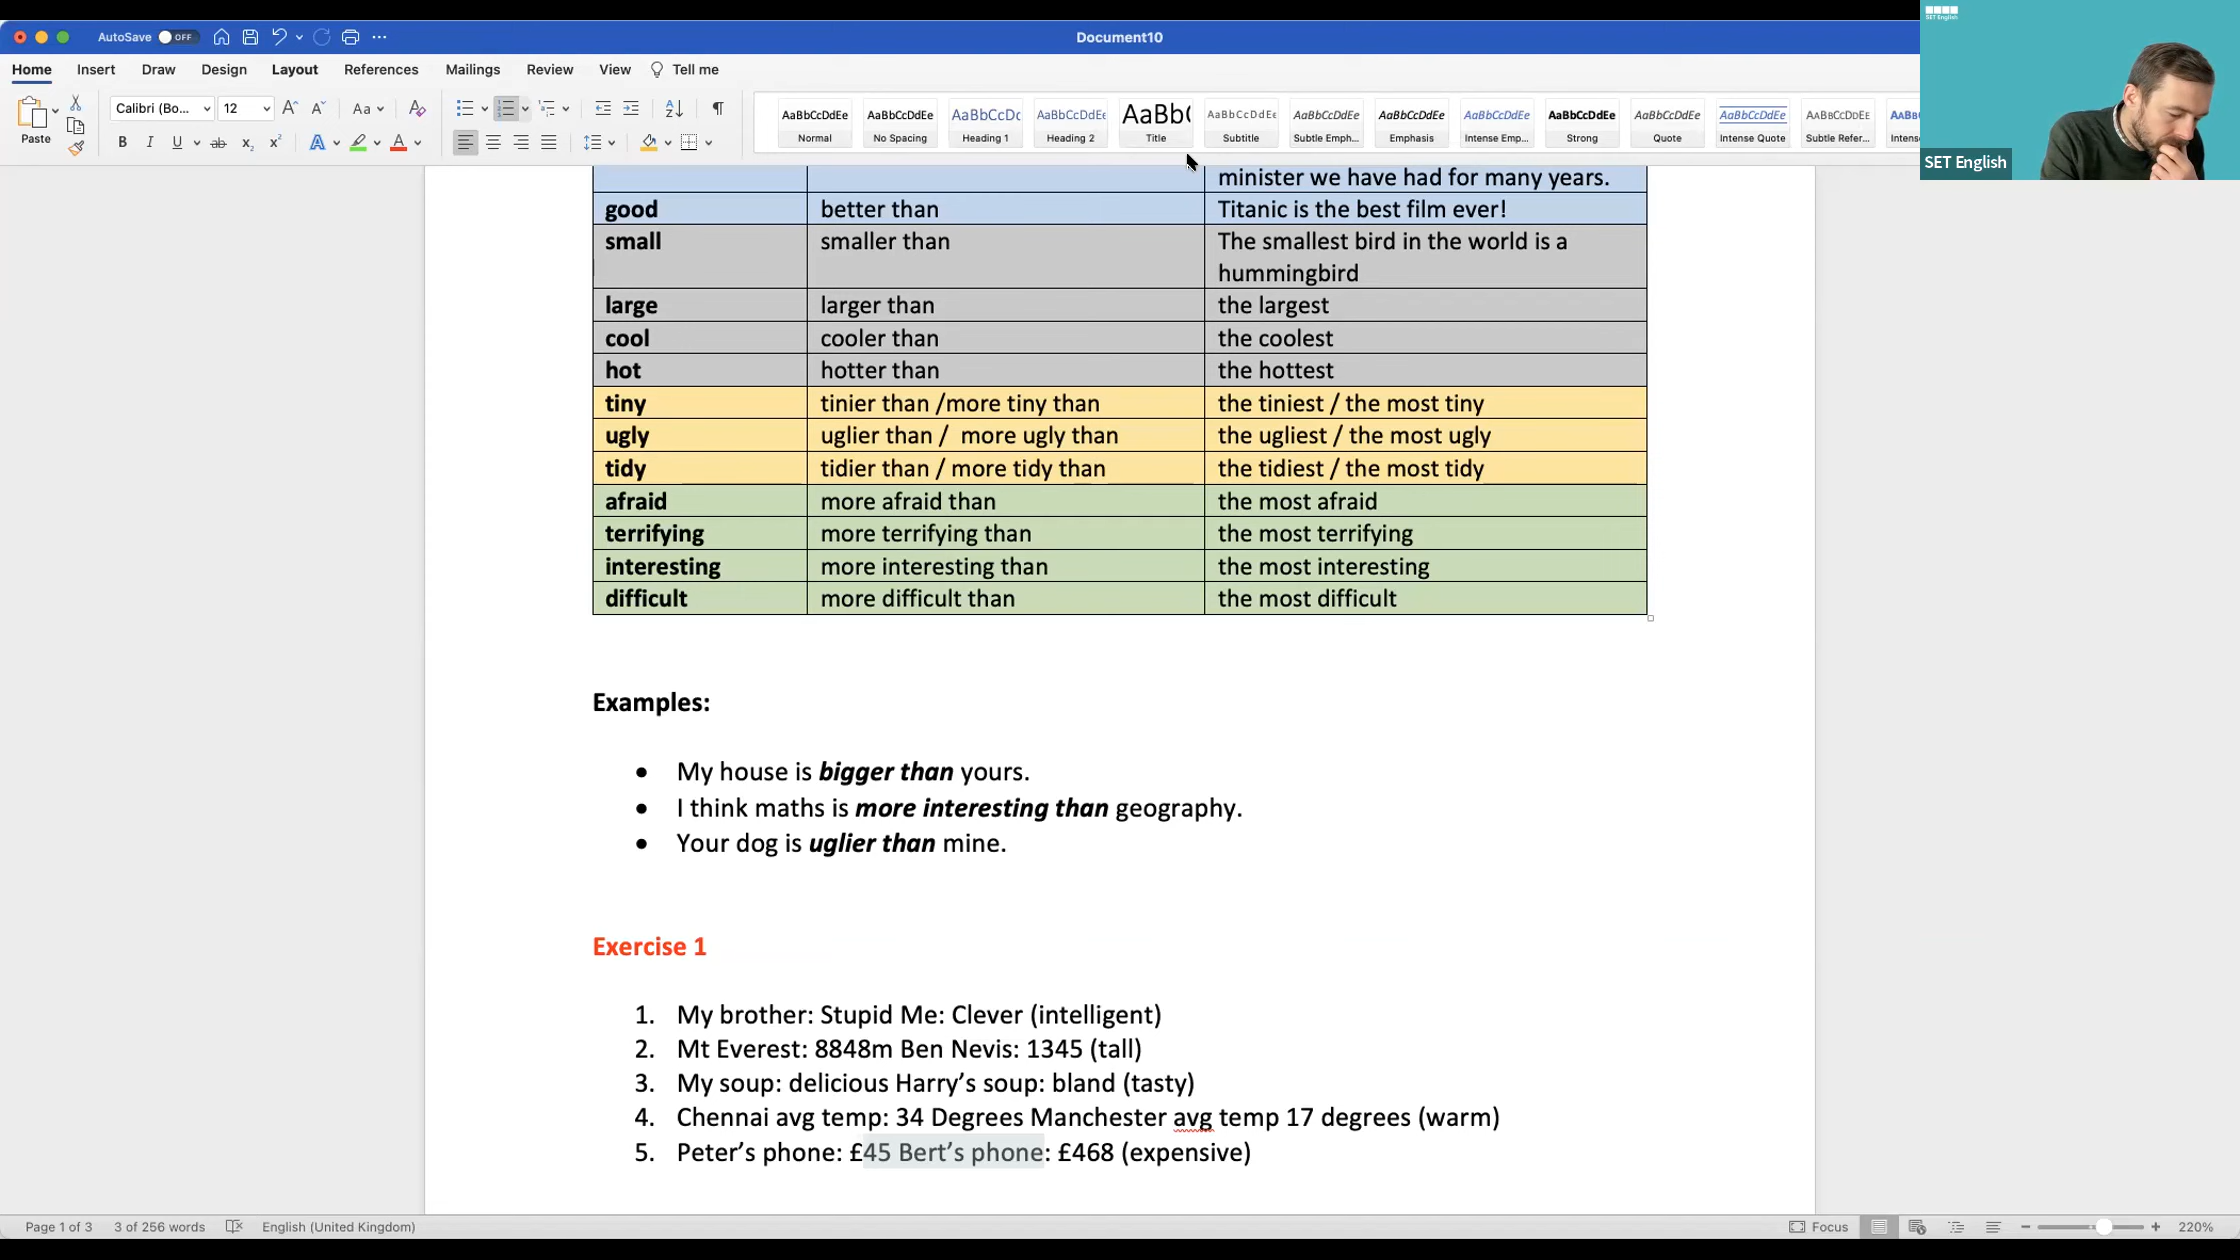 SET English
AutoSave OFF
Document10
Home Insert Draw Design Layout References Mailings Review View Tell me
Paste
Calibri (Bo... 12 A A Aa A
B I U ab x₂ x² A A
AaBbCcDdEe AaBbCcDdEe AaBbCcDc AaBbCcDdEe AaBb( AaBbCcDdEe AaBbCcDdEe AaBbCcDdEe AaBbCcDdEe AaBbCcDdEe AaBbCcDdEe AaBbCcDdEe AaBbCcDdEe AaBb
Normal No Spacing Heading 1 Heading 2 Title Subtitle Subtle Emph... Emphasis Intense Emp... Strong Quote Intense Quote Subtle Refer... Intens
SET English
minister we have had for many years.
good better than Titanic is the best film ever!
small smaller than The smallest bird in the world is a
hummingbird
large larger than the largest
cool cooler than the coolest
hot hotter than the hottest
tiny tinier than /more tiny than the tiniest / the most tiny
ugly uglier than / more ugly than the ugliest / the most ugly
tidy tidier than / more tidy than the tidiest / the most tidy
afraid more afraid than the most afraid
terrifying more terrifying than the most terrifying
interesting more interesting than the most interesting
difficult more difficult than the most difficult
Examples:
• My house is bigger than yours.
• I think maths is more interesting than geography.
• Your dog is uglier than mine.
Exercise 1
1. My brother: Stupid Me: Clever (intelligent)
2. Mt Everest: 8848m Ben Nevis: 1345 (tall)
3. My soup: delicious Harry’s soup: bland (tasty)
4. Chennai avg temp: 34 Degrees Manchester avg temp 17 degrees (warm)
5. Peter’s phone: £45 Bert’s phone: £468 (expensive)
Page 1 of 3 3 of 256 words English (United Kingdom) Focus 220%